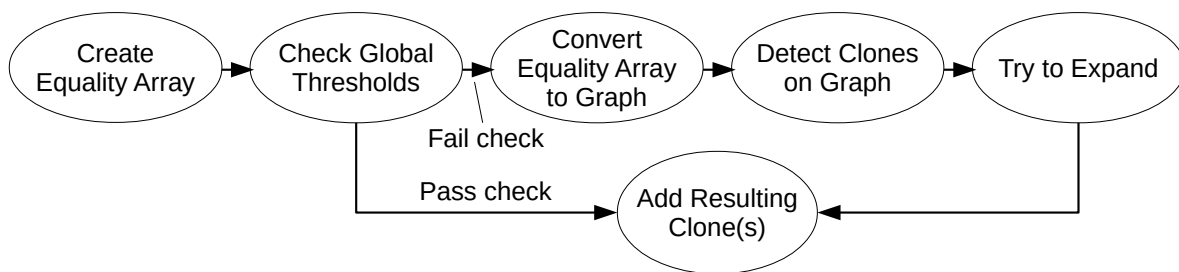 Create
Equality Array
Check Global
Thresholds
Convert
Equality Array
to Graph
Detect Clones
on Graph
Try to Expand
Fail check
Pass check
Add Resulting
Clone(s)